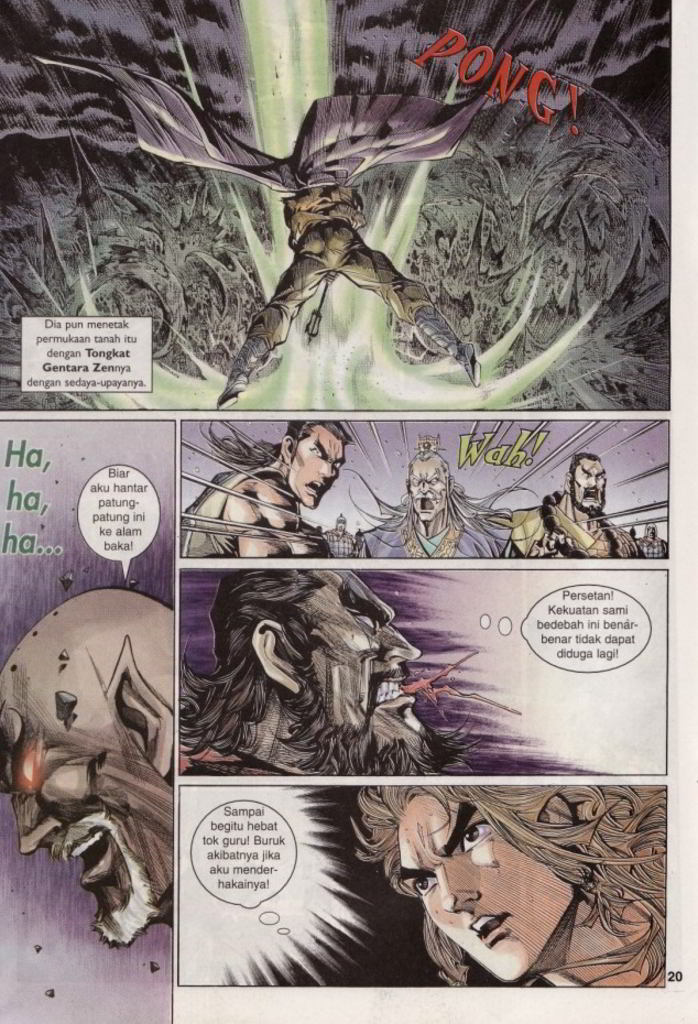 PONG!
Dia pun menetak
permukaan tanah itu
dengan Tongkat
Gentara Zennya
dengan sedaya-upayanya.
Ha,
ha,
ha...
Biar
aku hantar
patung-
patung ini
ke alam
baka!
Wah!
Persetan!
Kekuatan sami
bedebah ini benar-
benar tidak dapat
diduga lagi!
Sampai
begitu hebat
tok guru! Buruk
akibatnya jika
aku mender-
hakainya!
20